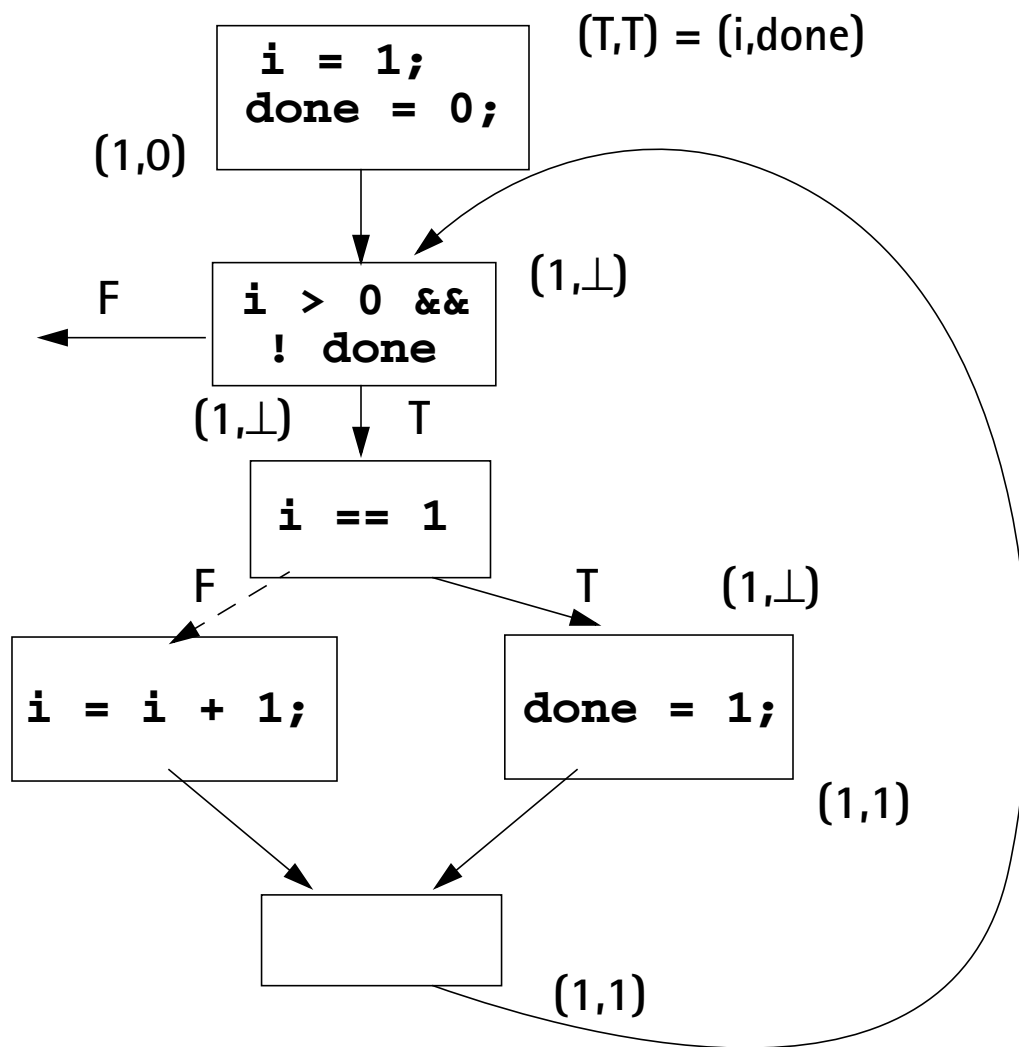 (T,T) = (i,done)
i = 1;
done = 0;
(1,0)
(1,⊥)
i > 0 &&
! done
F
(1,⊥)
T
i == 1
F
T
(1,⊥)
i = i + 1;
done = 1;
(1,1)
(1,1)